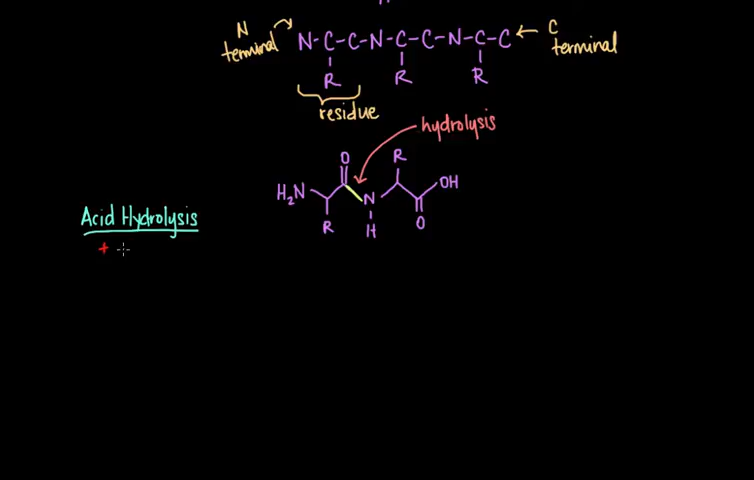 N terminal
N-C-C-N-C-C-N-C-C
C terminal
R R R
residue
hydrolysis
O R
H₂N N OH
R H O
Acid Hydrolysis
+